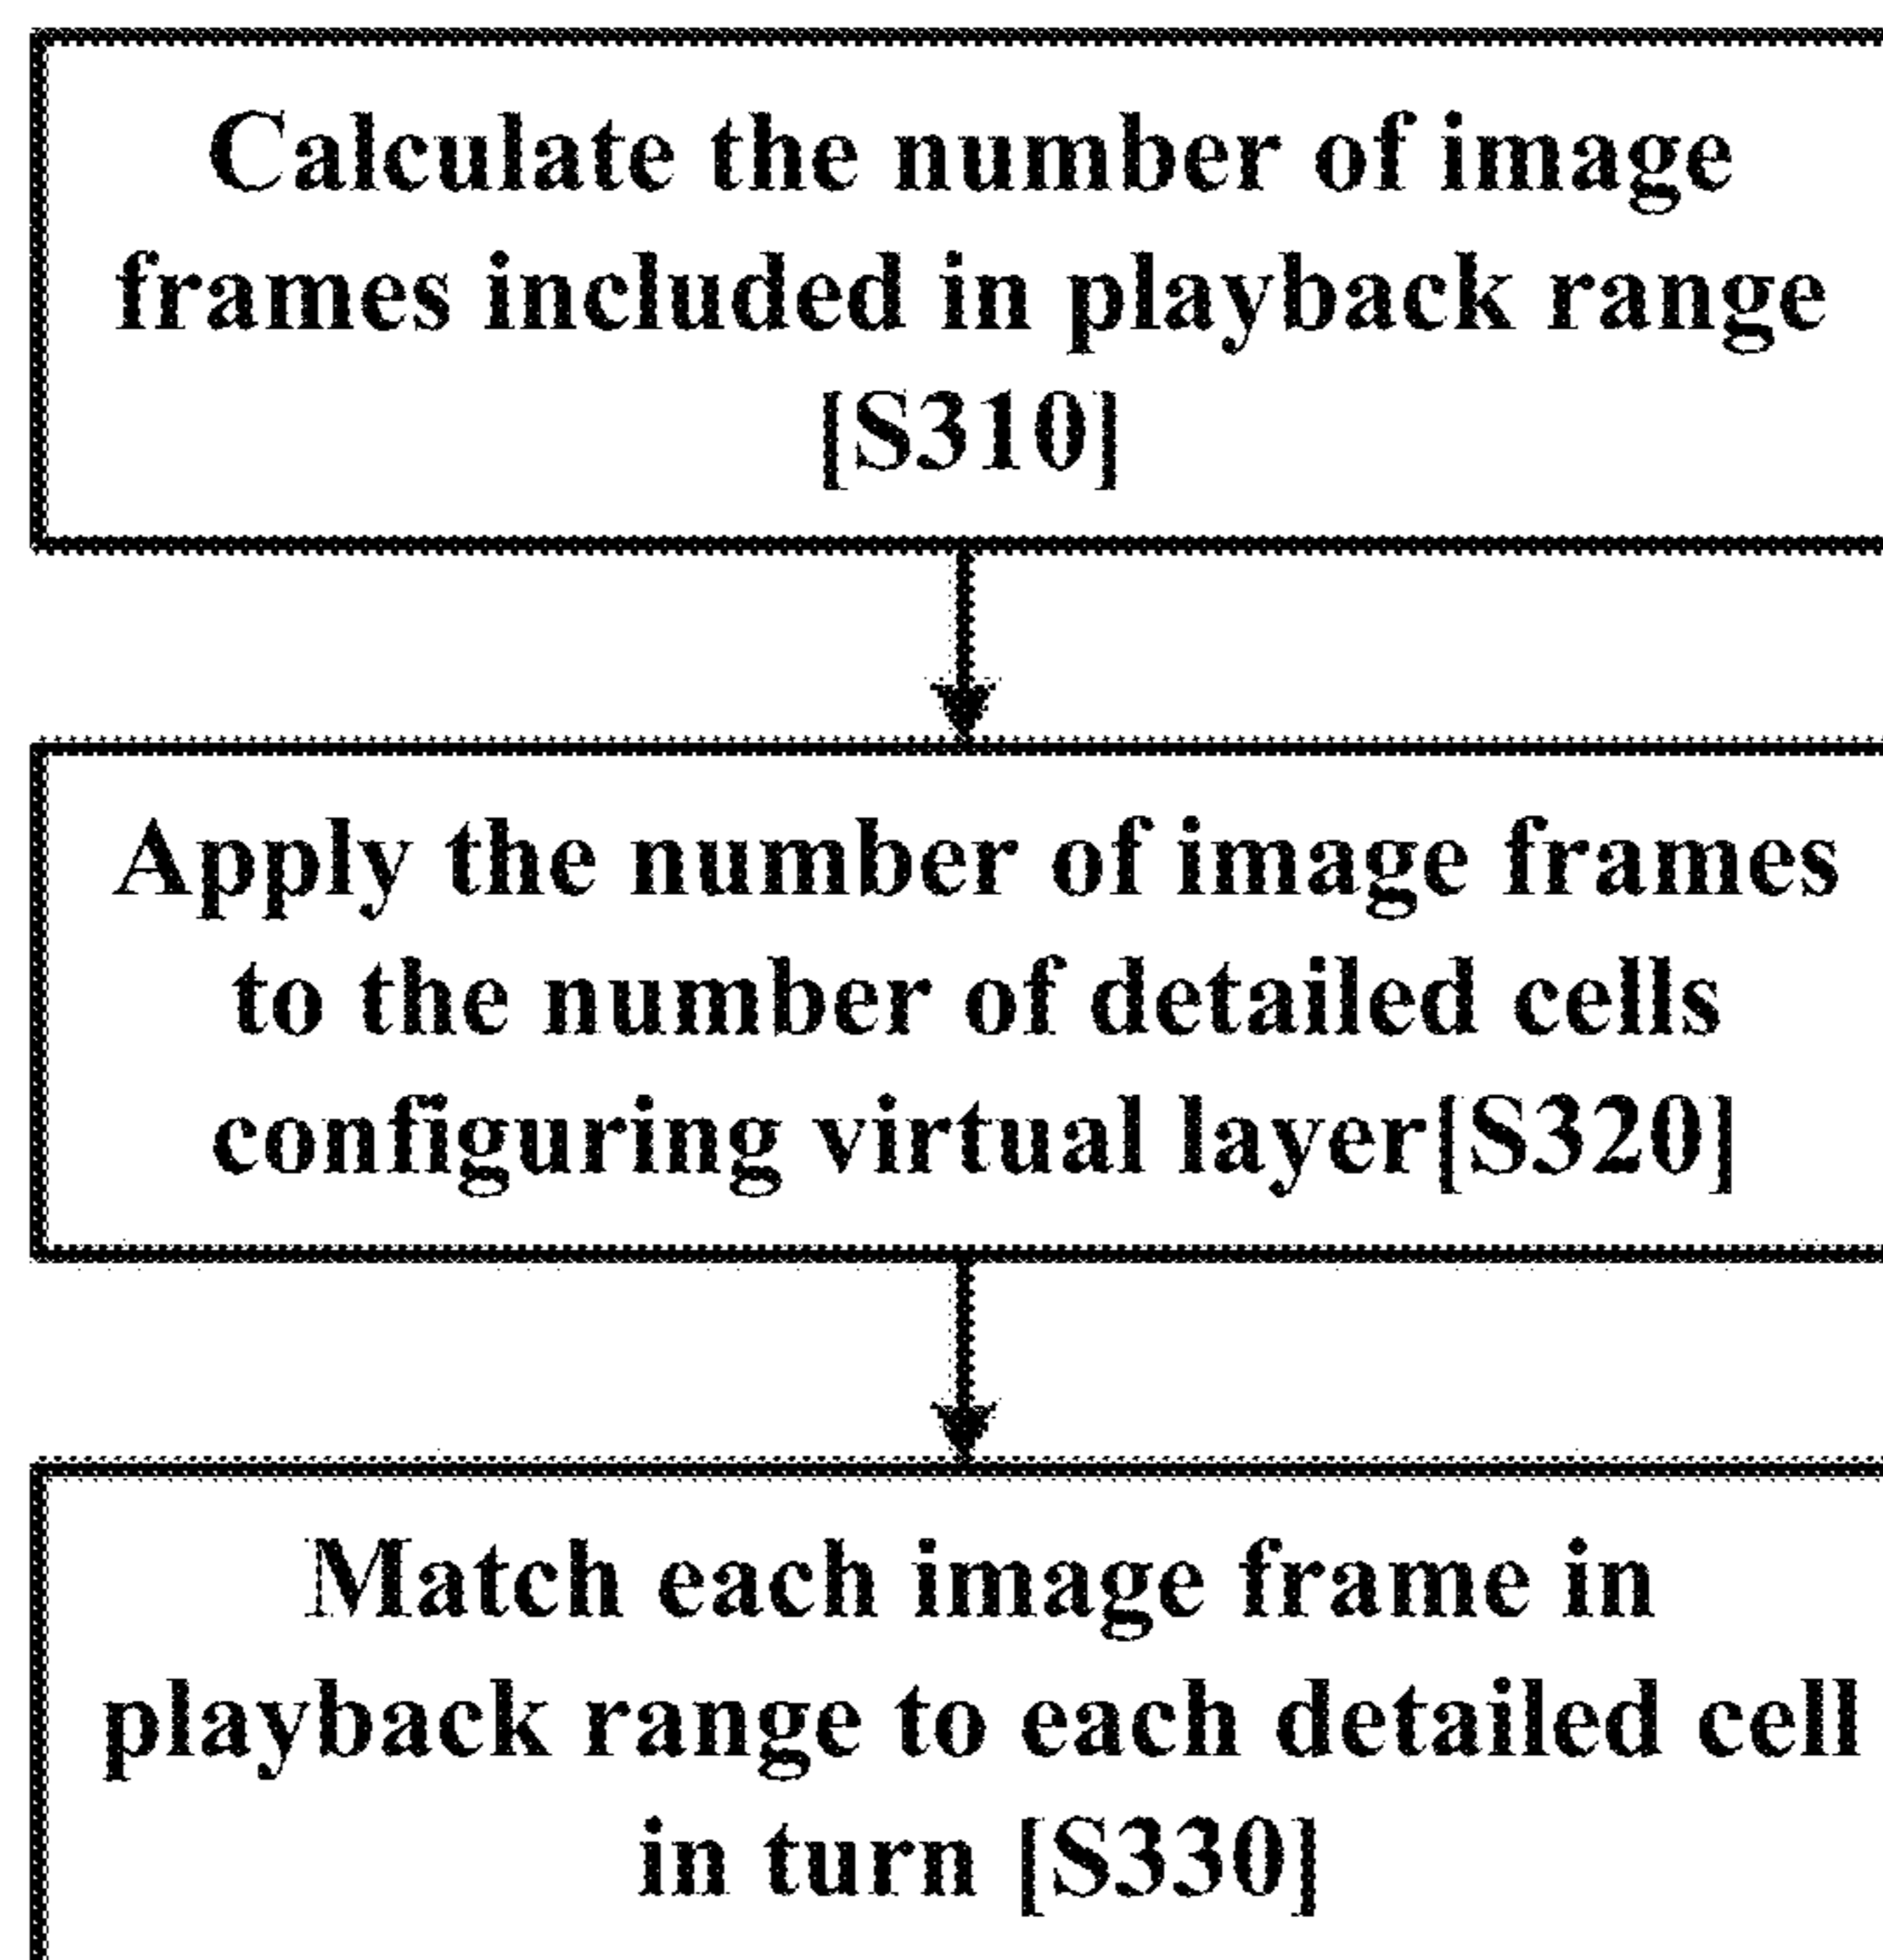 Calculate the number of image
frames included in playback range
[S310]
Apply the number of image frames
to the number of detailed cells
configuring virtual layer[S320]
Match each image frame in
playback range to each detailed cell
in turn [S330]